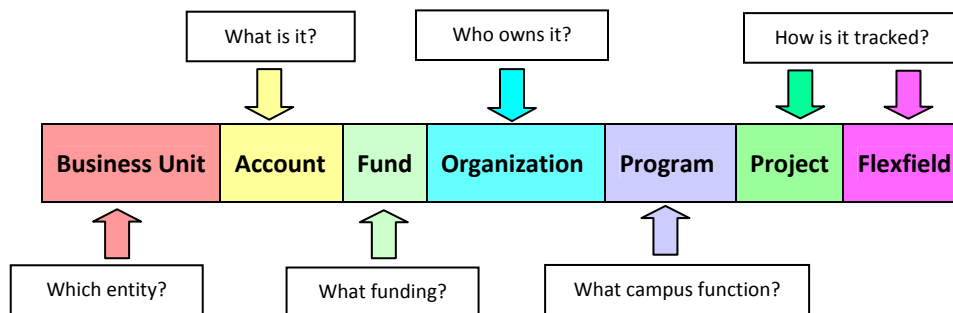 What is it?
Who owns it?
How is it tracked?
Business Unit
Account
Fund
Organization
Program
Project
Flexfield
Which entity?
What funding?
What campus function?